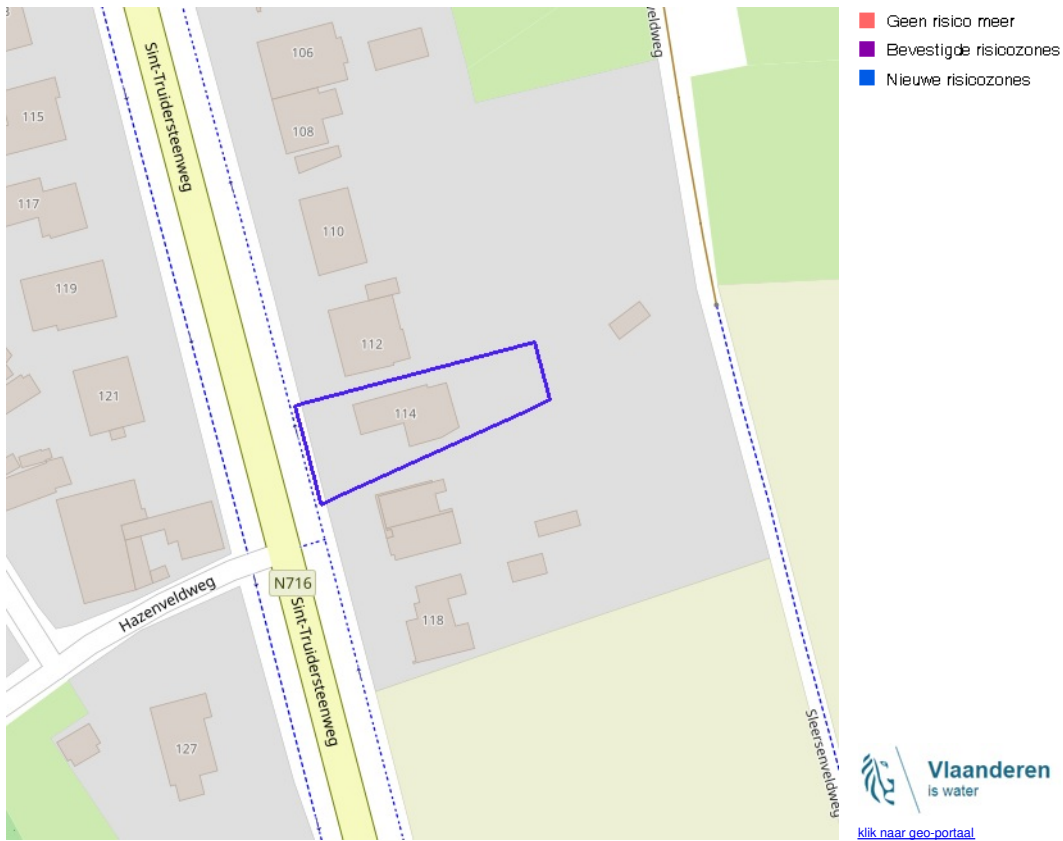 Geen risico meer
Bevestigde risicozones
Nieuwe risicozones
veldweg
106
115
Sint-Truidersteenweg
108
117
110
119
112
121
114
N716
Hazenveldweg
Sint-Truidersteenweg
118
127
Sleersenveldweg
Vlaanderen
is water
klik naar geo-portaal